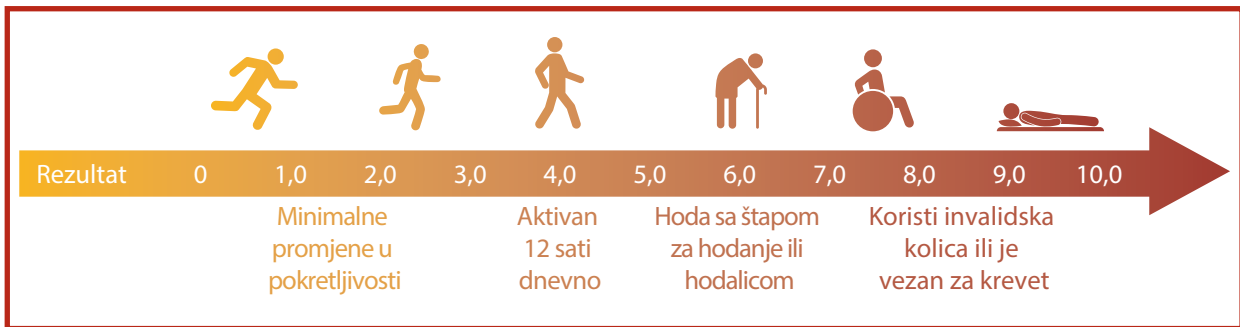 Rezultat 0 1,0 2,0 3,0 4,0 5,0 6,0 7,0 8,0 9,0 10,0
Minimalne
promjene u
pokretljivosti
Aktivan
12 sati
dnevno
Hoda sa štapom
za hodanje ili
hodalicom
Koristi invalidska
kolica ili je
vezan za krevet